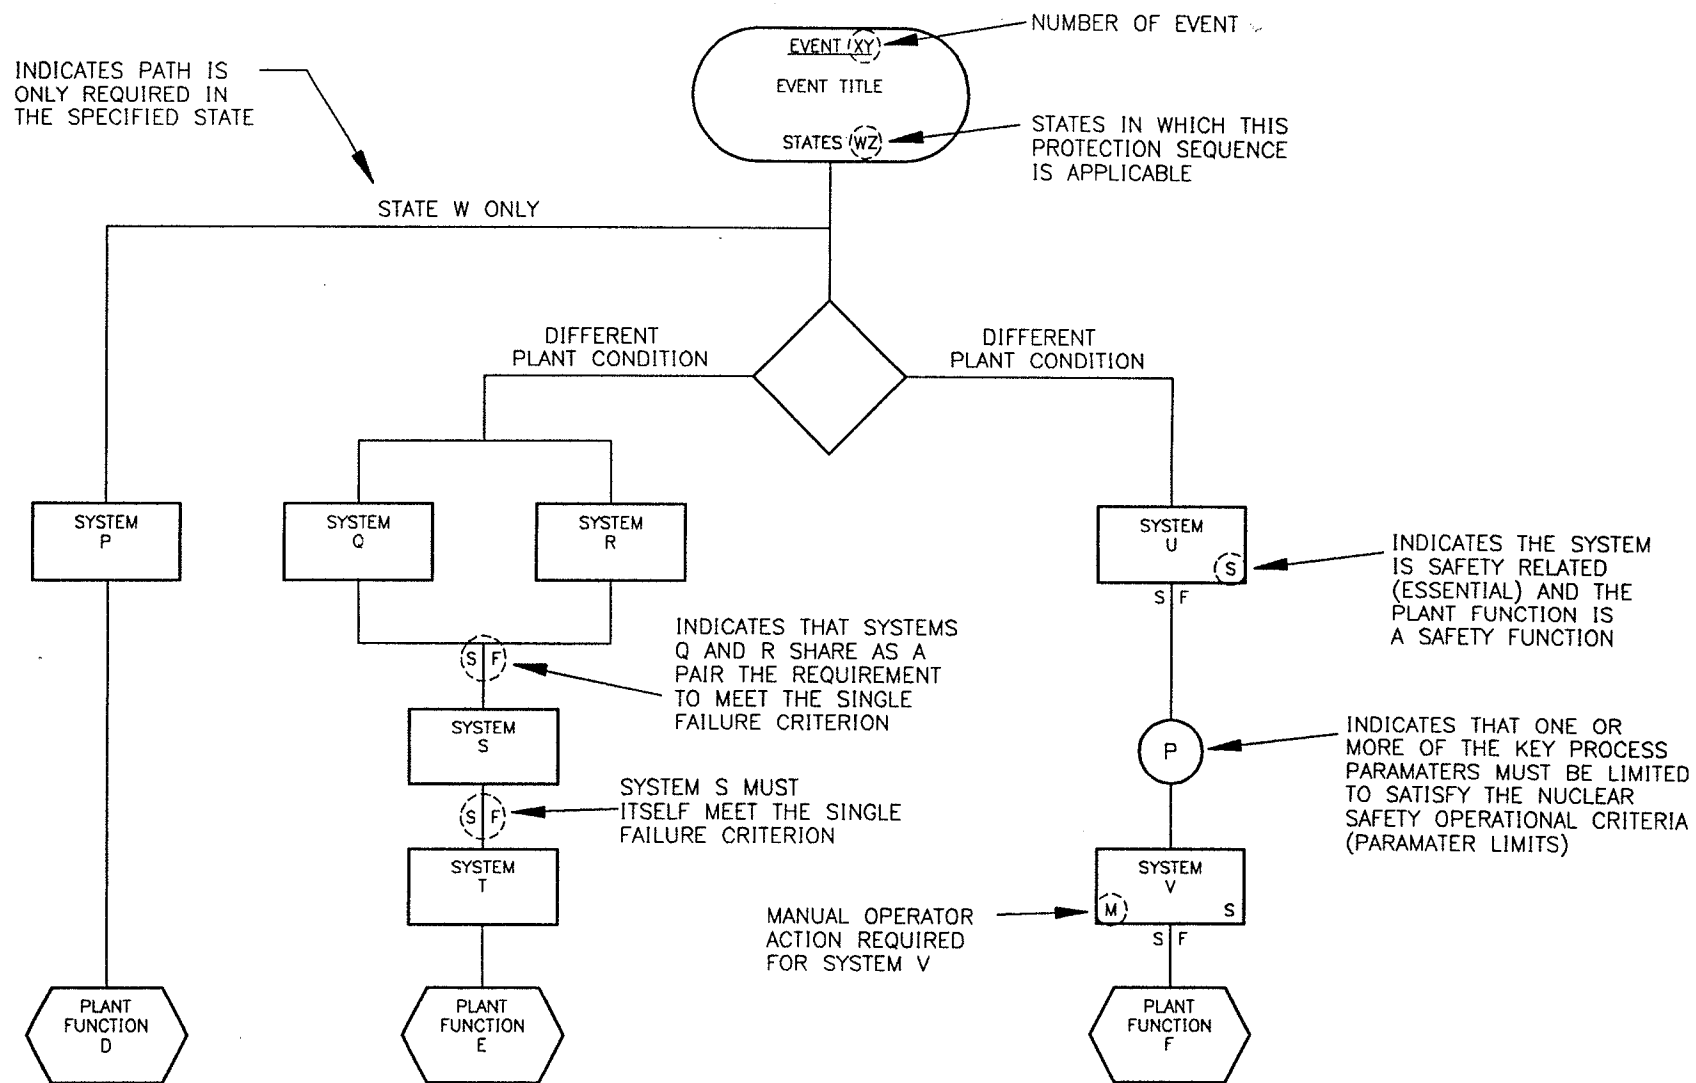 NUMBER OF EVENT
EVENT XY
EVENT TITLE
STATES WZ
INDICATES PATH IS
ONLY REQUIRED IN
THE SPECIFIED STATE
STATES IN WHICH THIS
PROTECTION SEQUENCE
IS APPLICABLE
STATE W ONLY
DIFFERENT
PLANT CONDITION
DIFFERENT
PLANT CONDITION
SYSTEM
P
SYSTEM
Q
SYSTEM
R
SYSTEM
U
S
S F
INDICATES THE SYSTEM
IS SAFETY RELATED
(ESSENTIAL) AND THE
PLANT FUNCTION IS
A SAFETY FUNCTION
S F
INDICATES THAT SYSTEMS
Q AND R SHARE AS A
PAIR THE REQUIREMENT
TO MEET THE SINGLE
FAILURE CRITERION
SYSTEM
S
P
INDICATES THAT ONE OR
MORE OF THE KEY PROCESS
PARAMATERS MUST BE LIMITED
TO SATISFY THE NUCLEAR
SAFETY OPERATIONAL CRITERIA
(PARAMATER LIMITS)
S F
SYSTEM S MUST
ITSELF MEET THE SINGLE
FAILURE CRITERION
SYSTEM
T
SYSTEM
V
M S
S F
MANUAL OPERATOR
ACTION REQUIRED
FOR SYSTEM V
PLANT
FUNCTION
D
PLANT
FUNCTION
E
PLANT
FUNCTION
F